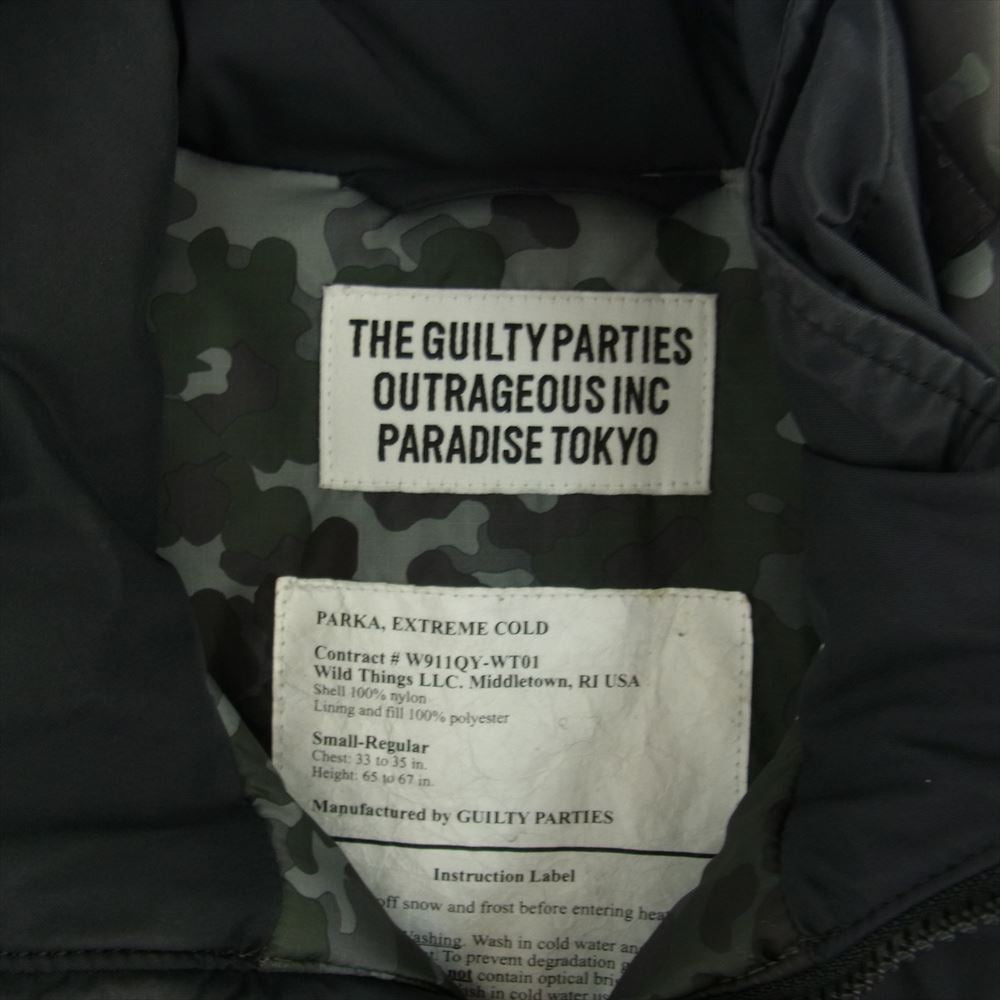 THE GUILTY PARTIES
OUTRAGEOUS INC
PARADISE TOKYO
PARKA, EXTREME COLD
Contract # W911QY-WT01
Wild Things LLC. Middletown, RI USA
Shell 100% nylon
Lining and fill 100% polyester
Small-Regular
Chest: 33 to 35 in.
Height: 65 to 67 in.
Manufactured by GUILTY PARTIES
Instruction Label
off snow and frost before entering
Washing. Wash in cold water
To prevent degradation
not contain optical
in cold water